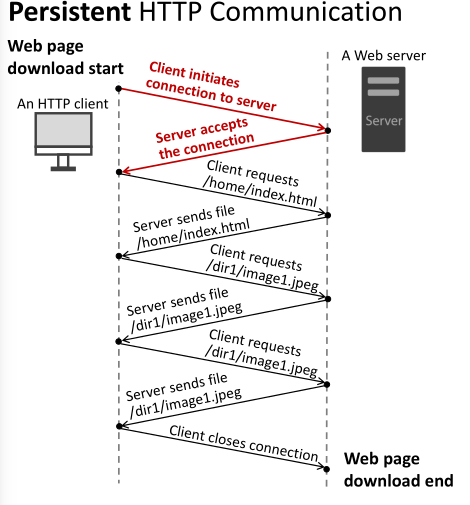 Persistent HTTP Communication
Web page
download start
A Web server
Client initiates
connection to server
An HTTP client
Server
Server accepts
the connection
Client requests
/home/index.html
Server sends file
/home/index.html
Client requests
/dir1/image1.jpeg
Server sends file
/dir1/image1.jpeg
Client requests
/dir1/image1.jpeg
Server sends file
/dir1/image1.jpeg
Client closes connection
Web page
download end